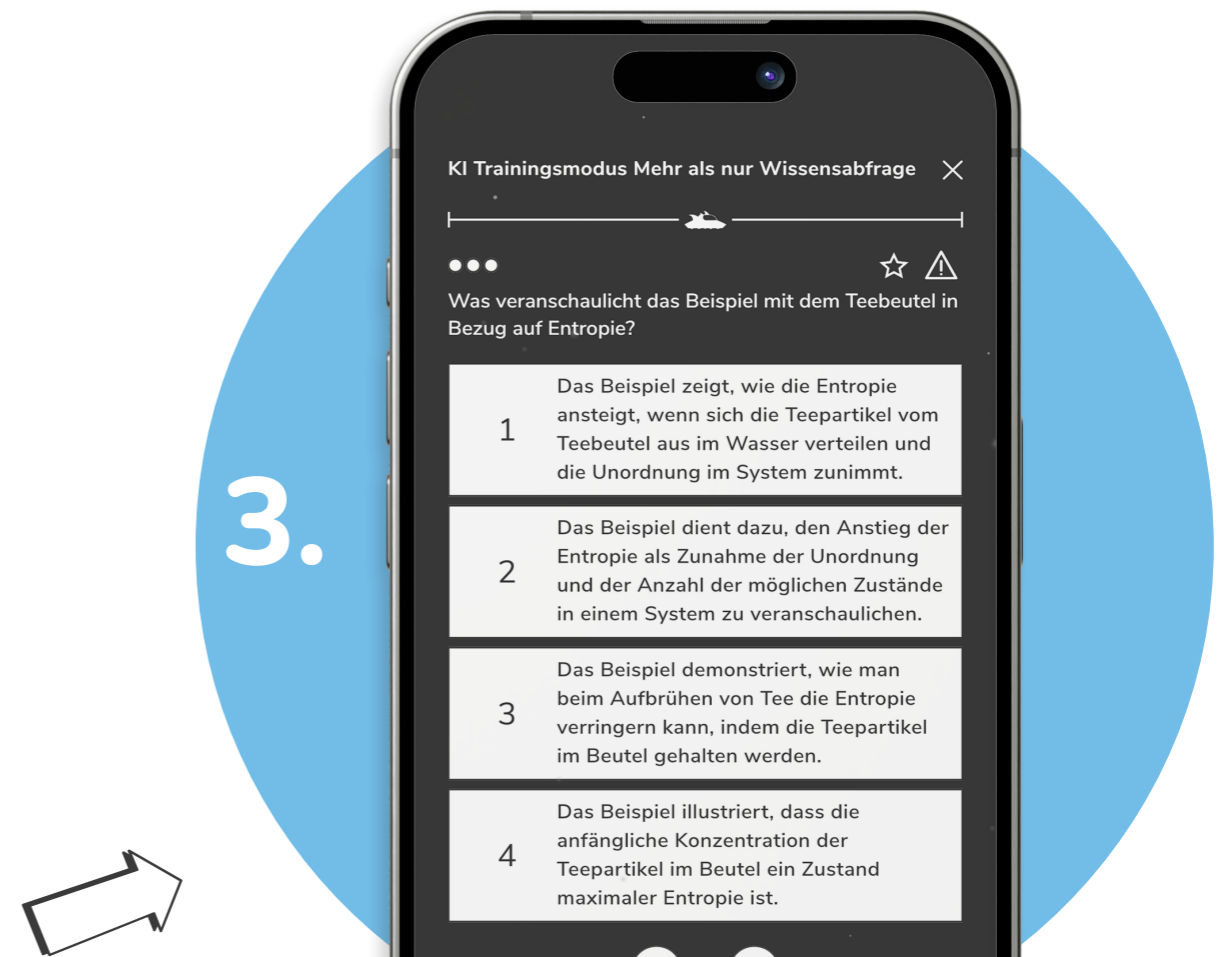 KI Trainingsmodus Mehr als nur Wissensabfrage
Was veranschaulicht das Beispiel mit dem Teebeutel in
Bezug auf Entropie?
3.
1
Das Beispiel zeigt, wie die Entropie
ansteigt, wenn sich die Teepartikel vom
Teebeutel aus im Wasser verteilen und
die Unordnung im System zunimmt.
2
Das Beispiel dient dazu, den Anstieg der
Entropie als Zunahme der Unordnung
und der Anzahl der möglichen Zustände
in einem System zu veranschaulichen.
3
Das Beispiel demonstriert, wie man
beim Aufbrühen von Tee die Entropie
verringern kann, indem die Teepartikel
im Beutel gehalten werden.
4
Das Beispiel illustriert, dass die
anfängliche Konzentration der
Teepartikel im Beutel ein Zustand
maximaler Entropie ist.